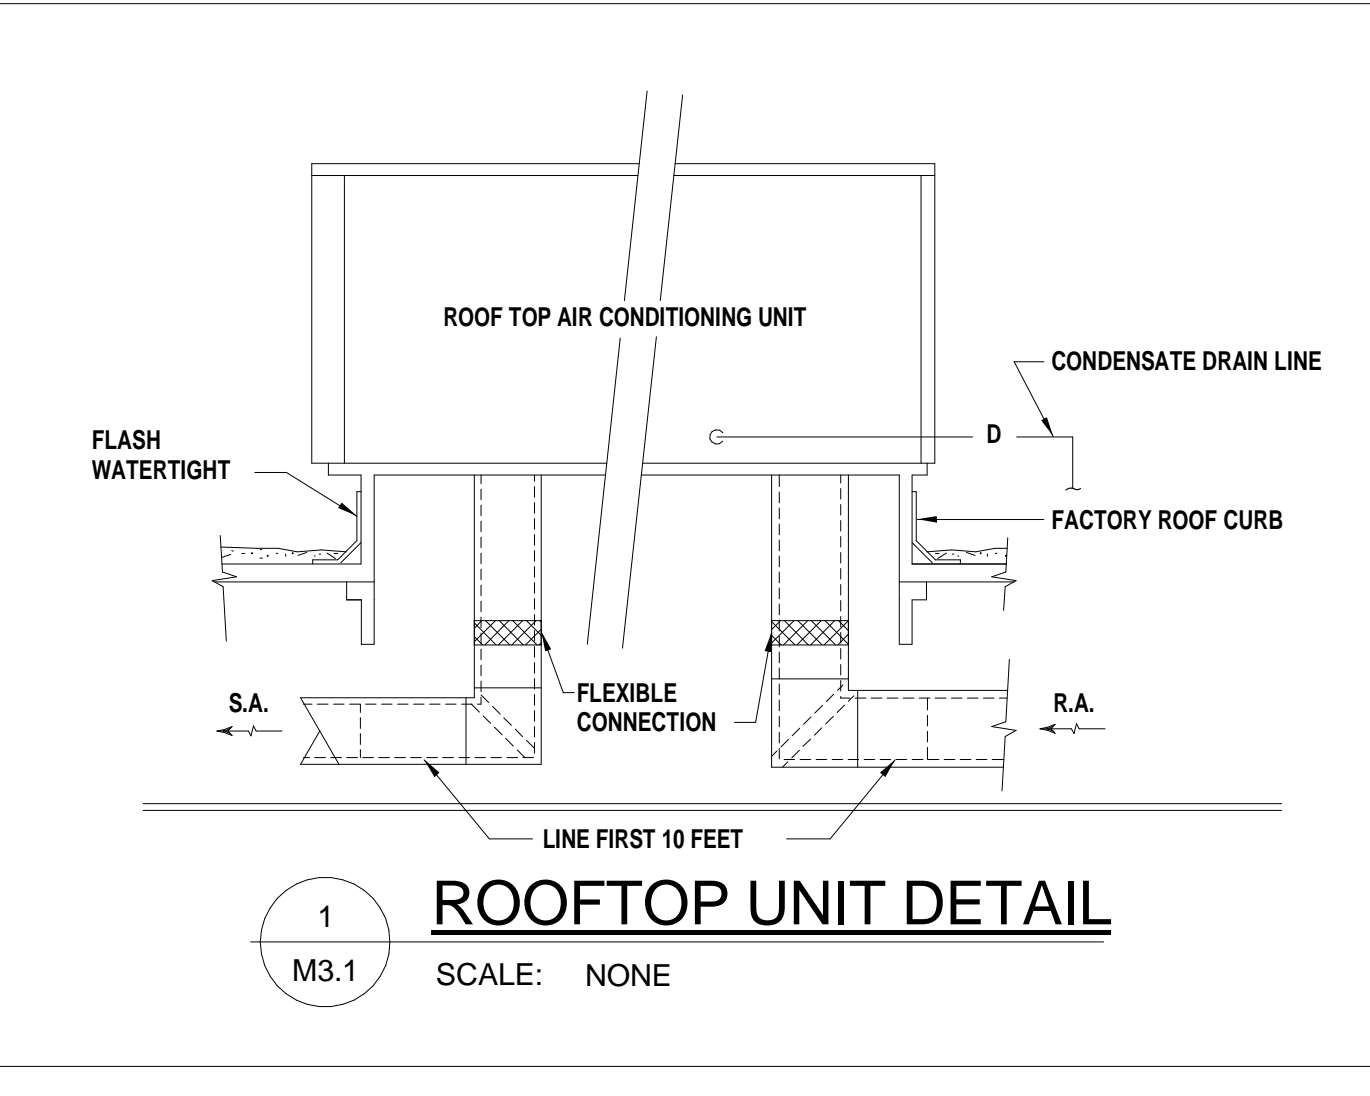 ROOF TOP AIR CONDITIONING UNIT
CONDENSATE DRAIN LINE
D
FLASH
WATERTIGHT
FACTORY ROOF CURB
S.A.
FLEXIBLE
CONNECTION
R.A.
LINE FIRST 10 FEET
1
M3.1
ROOFTOP UNIT DETAIL
SCALE: NONE